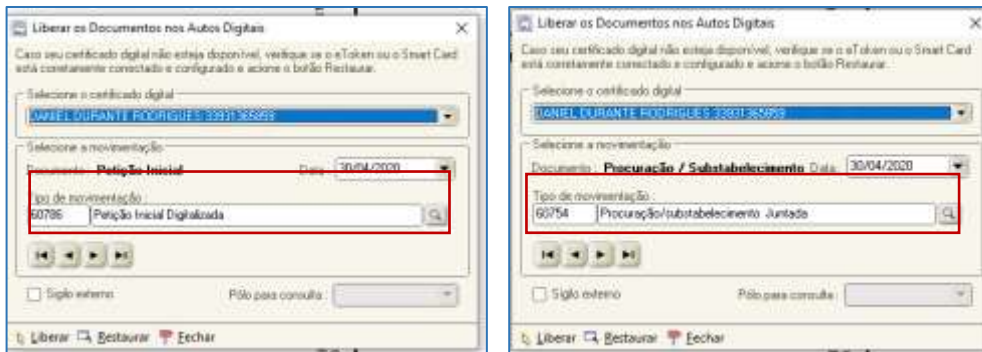 Liberar os Documentos nos Autos Digitais
Caso seu certificado digital não esteja disponível, verifique se o eToken ou o Smart Card
está corretamente conectado e configurado e acione o botão Restaurar.
Selecione o certificado digital
DANIEL DURANTE RODRIGUES
Selecione a movimentação
Documento : Petição Inicial Data : 30/04/2020
Tipo de movimentação :
60786 Petição Inicial Digitalizada
Sigilo externo Pólo para consulta :
Liberar Restaurar Fechar
Liberar os Documentos nos Autos Digitais
Caso seu certificado digital não esteja disponível, verifique se o eToken ou o Smart Card
está corretamente conectado e configurado e acione o botão Restaurar.
Selecione o certificado digital
DANIEL DURANTE RODRIGUES
Selecione a movimentação
Documento : Procuração / Substabelecimento Data : 30/04/2020
Tipo de movimentação :
60754 Procuração/substabelecimento Juntada
Sigilo externo Pólo para consulta :
Liberar Restaurar Fechar